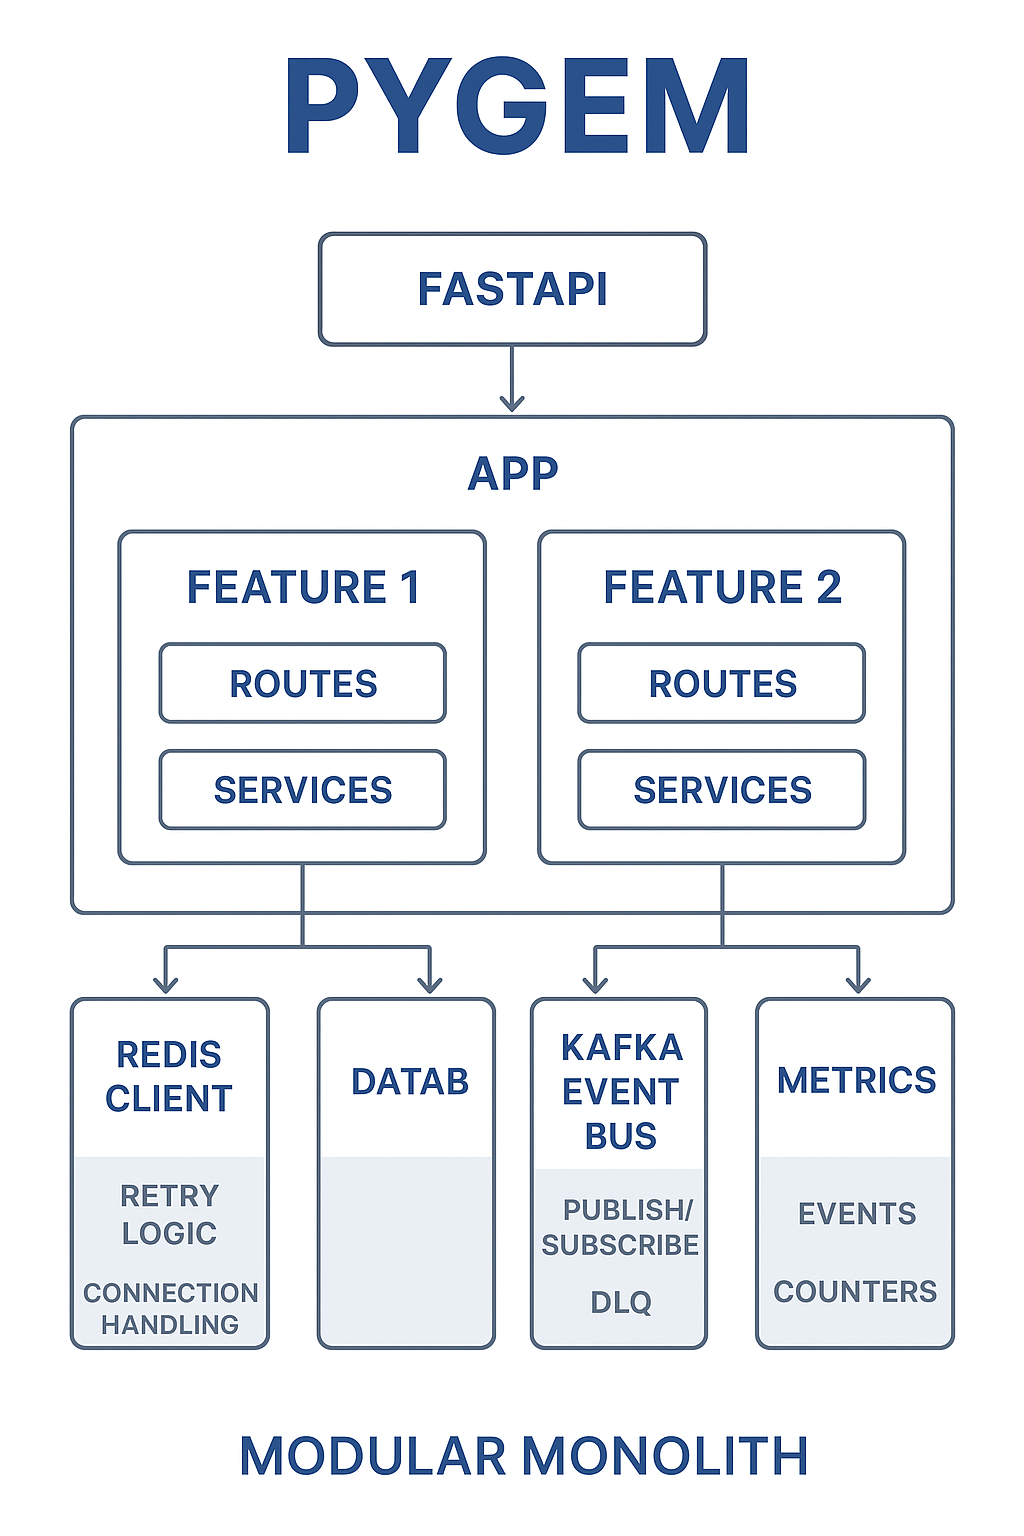 PYGEM
FASTAPI
APP
FEATURE 1
ROUTES
SERVICES
FEATURE 2
ROUTES
SERVICES
REDIS
CLIENT
RETRY
LOGIC
CONNECTION
HANDLING
DATAB
KAFKA
EVENT
BUS
PUBLISH/
SUBSCRIBE
DLQ
METRICS
EVENTS
COUNTERS
MODULAR MONOLITH